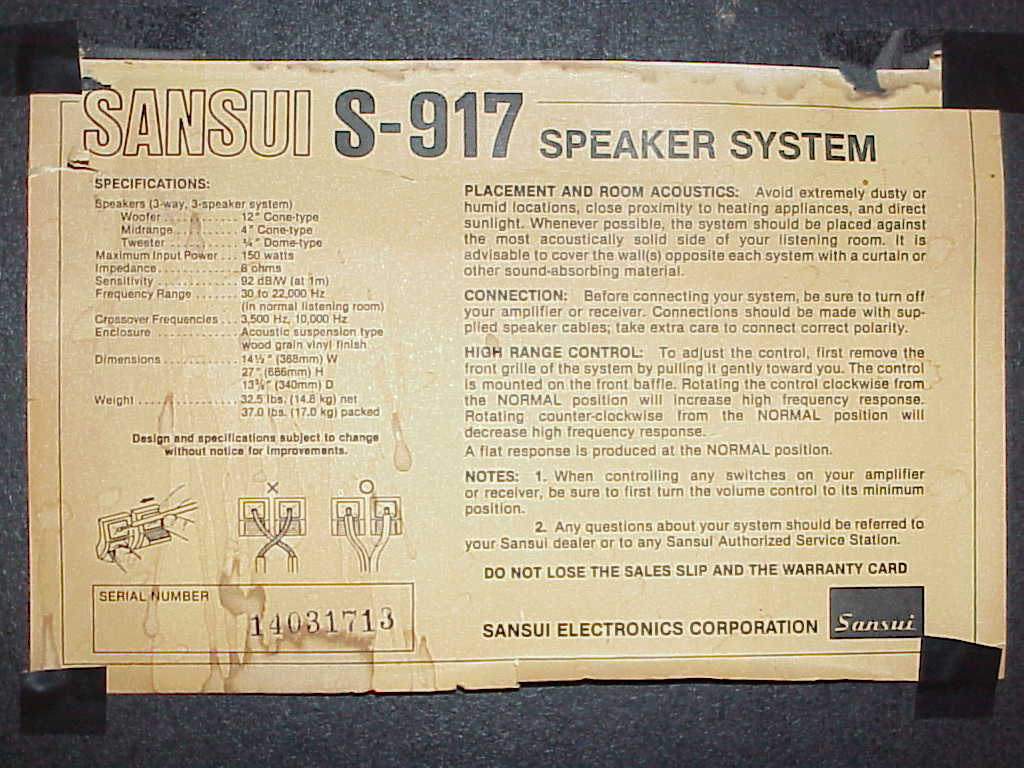 SANSUI S-917 SPEAKER SYSTEM
SPECIFICATIONS:
Speakers (3-way, 3-speaker system)
Woofer . . . . . . . . . . . 12" Cone-type
Midrange . . . . . . . . . . 4" Cone-type
Tweeter . . . . . . . . . . ¼" Dome-type
Maximum Input Power . . . 150 watts
Impedance . . . . . . . . . . . . 8 ohms
Sensitivity . . . . . . . . . . . . 92 dB/W (at 1m)
Frequency Range . . . . . . . 30 to 22,000 Hz
(in normal listening room)
Crossover Frequencies . . . 3,500 Hz, 10,000 Hz
Enclosure . . . . . . . . . . . . Acoustic suspension type
wood grain vinyl finish
Dimensions . . . . . . . . . . . 14½" (368mm) W
27" (686mm) H
(340mm) D
Weight . . . . . . . . . . . . . . 32.5 lbs. (14.8 kg) net
37.0 lbs. (17.0 kg) packed
Design and specifications subject to change
without notice for improvements.
SERIAL NUMBER
14031713
PLACEMENT AND ROOM ACOUSTICS: Avoid extremely dusty or
humid locations, close proximity to heating appliances, and direct
sunlight. Whenever possible, the system should be placed against
the most acoustically solid side of your listening room. It is
advisable to cover the wall(s) opposite each system with a curtain or
other sound-absorbing material.
CONNECTION: Before connecting your system, be sure to turn off
your amplifier or receiver. Connections should be made with sup-
plied speaker cables; take extra care to connect correct polarity.
HIGH RANGE CONTROL: To adjust the control, first remove the
front grille of the system by pulling it gently toward you. The control
is mounted on the front baffle. Rotating the control clockwise from
the NORMAL position will increase high frequency response.
Rotating counter-clockwise from the NORMAL position will
decrease high frequency response.
A flat response is produced at the NORMAL position.
NOTES: 1. When controlling any switches on your amplifier
or receiver, be sure to first turn the volume control to its minimum
position.
2. Any questions about your system should be referred to
your Sansui dealer or to any Sansui Authorized Service Station.
DO NOT LOSE THE SALES SLIP AND THE WARRANTY CARD
SANSUI ELECTRONICS CORPORATION Sansui